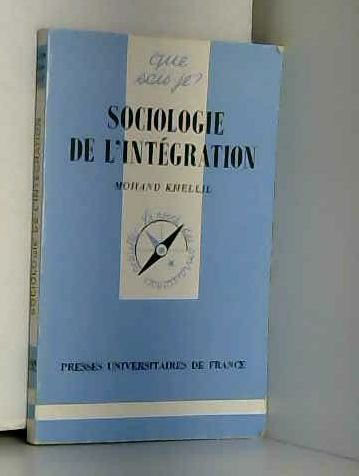 que
sais-je?
SOCIOLOGIE
DE L'INTÉGRATION
MOHAND KHELLIL
PRESSES UNIVERSITAIRES DE FRANCE
SOCIOLOGIE DE L'INTÉGRATION